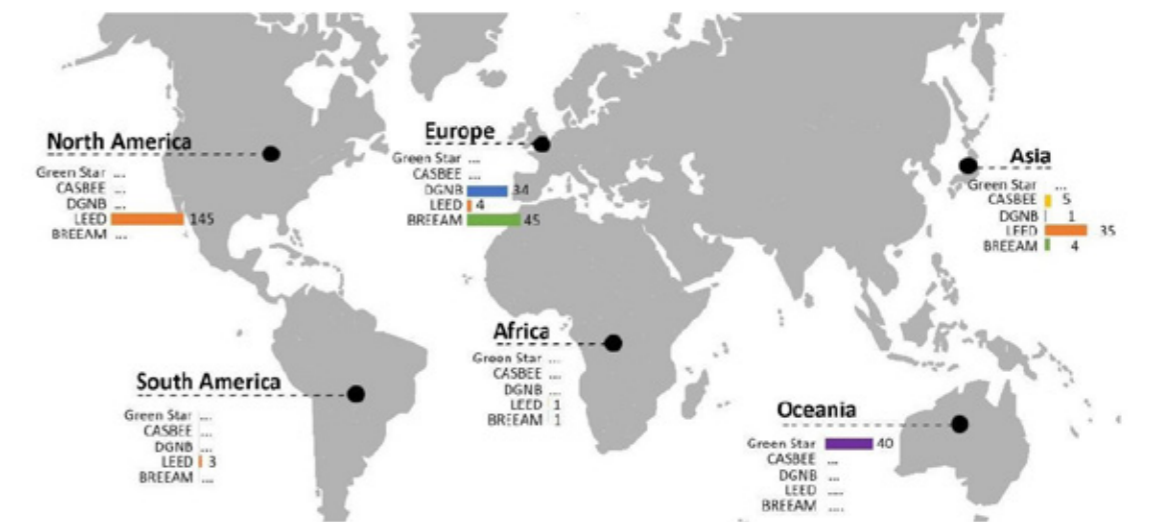 North America
Green Star ...
CASBEE ...
DGNB ...
LEED 145
BREEAM ...
Europe
Green Star ...
CASBEE ...
DGNB 34
LEED 4
BREEAM 45
Asia
Green Star ...
CASBEE 5
DGNB 1
LEED 35
BREEAM 4
Africa
Green Star ...
CASBEE ...
DGNB ...
LEED 1
BREEAM 1
South America
Green Star ...
CASBEE ...
DGNB ...
LEED 3
BREEAM ...
Oceania
Green Star 40
CASBEE ...
DGNB ...
LEED ....
BREEAM ....